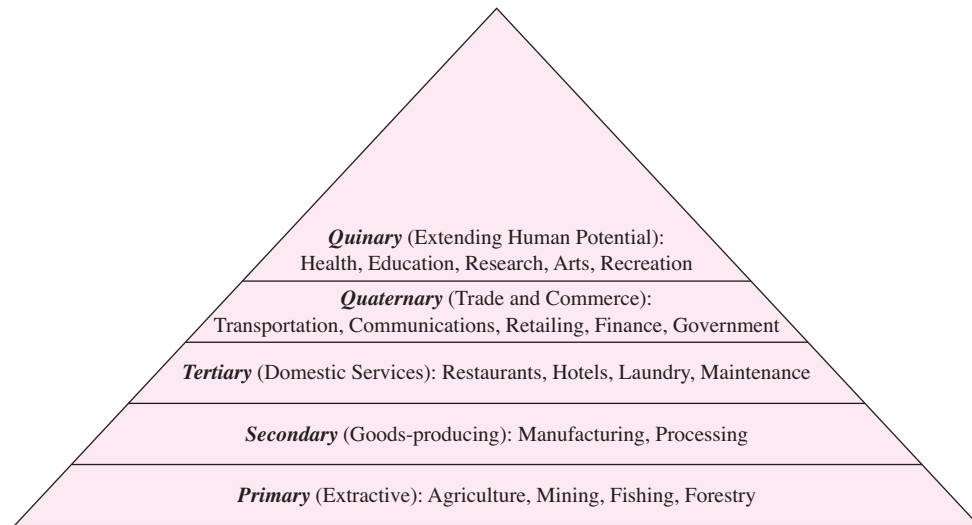 Quinary (Extending Human Potential):
Health, Education, Research, Arts, Recreation
Quaternary (Trade and Commerce):
Transportation, Communications, Retailing, Finance, Government
Tertiary (Domestic Services): Restaurants, Hotels, Laundry, Maintenance
Secondary (Goods-producing): Manufacturing, Processing
Primary (Extractive): Agriculture, Mining, Fishing, Forestry